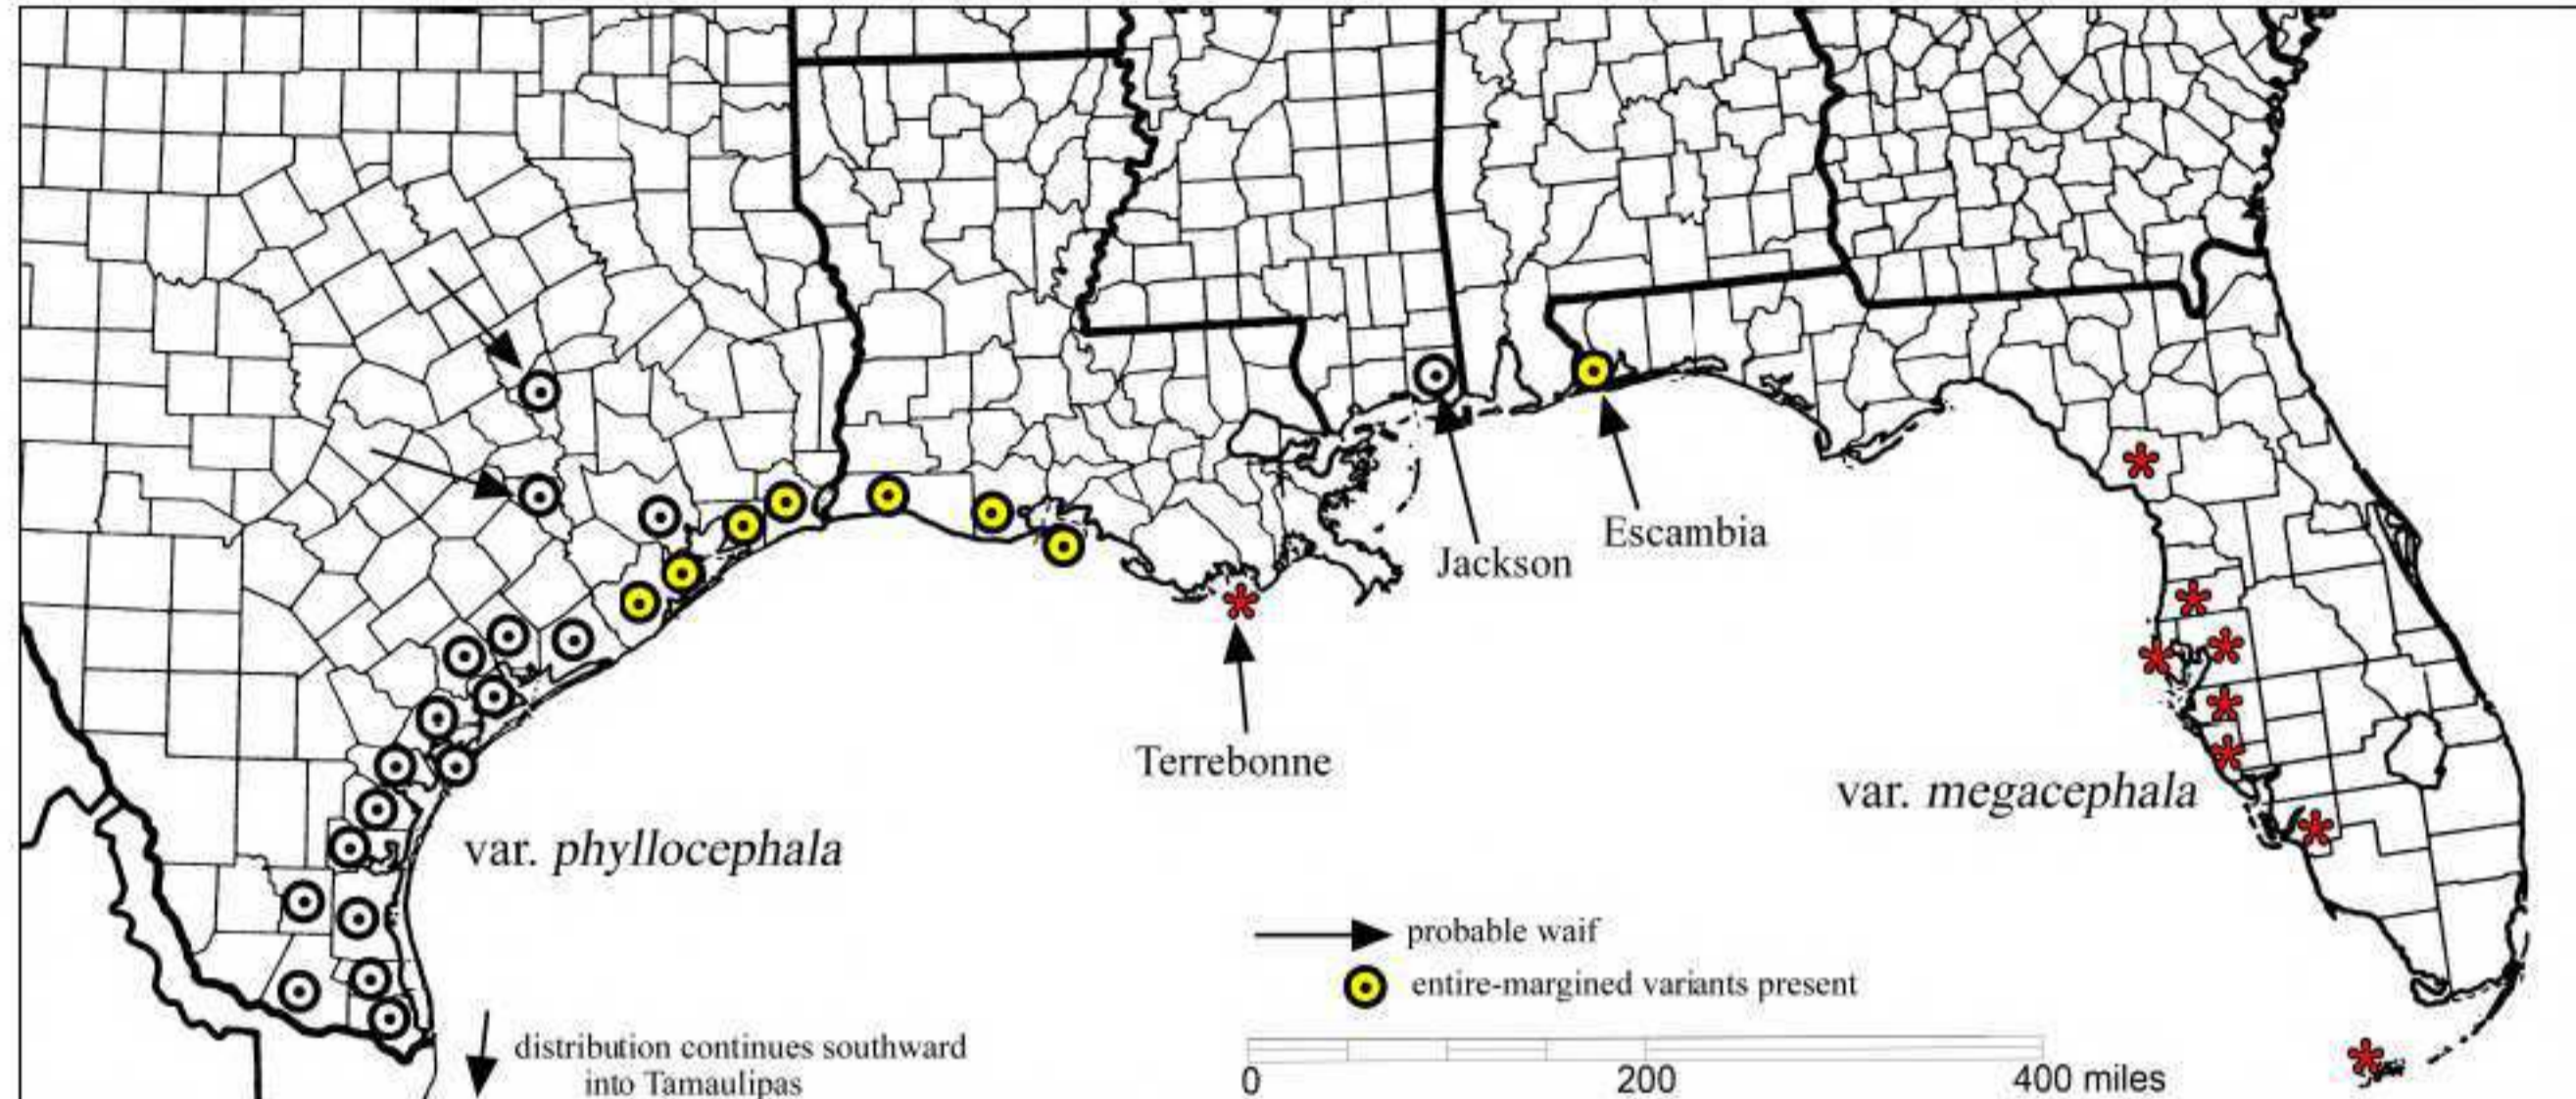 Jackson
Escambia
Terrebonne
var. megacephala
var. phyllocephala
probable waif
entire-margined variants present
distribution continues southward
into Tamaulipas
0 200 400 miles